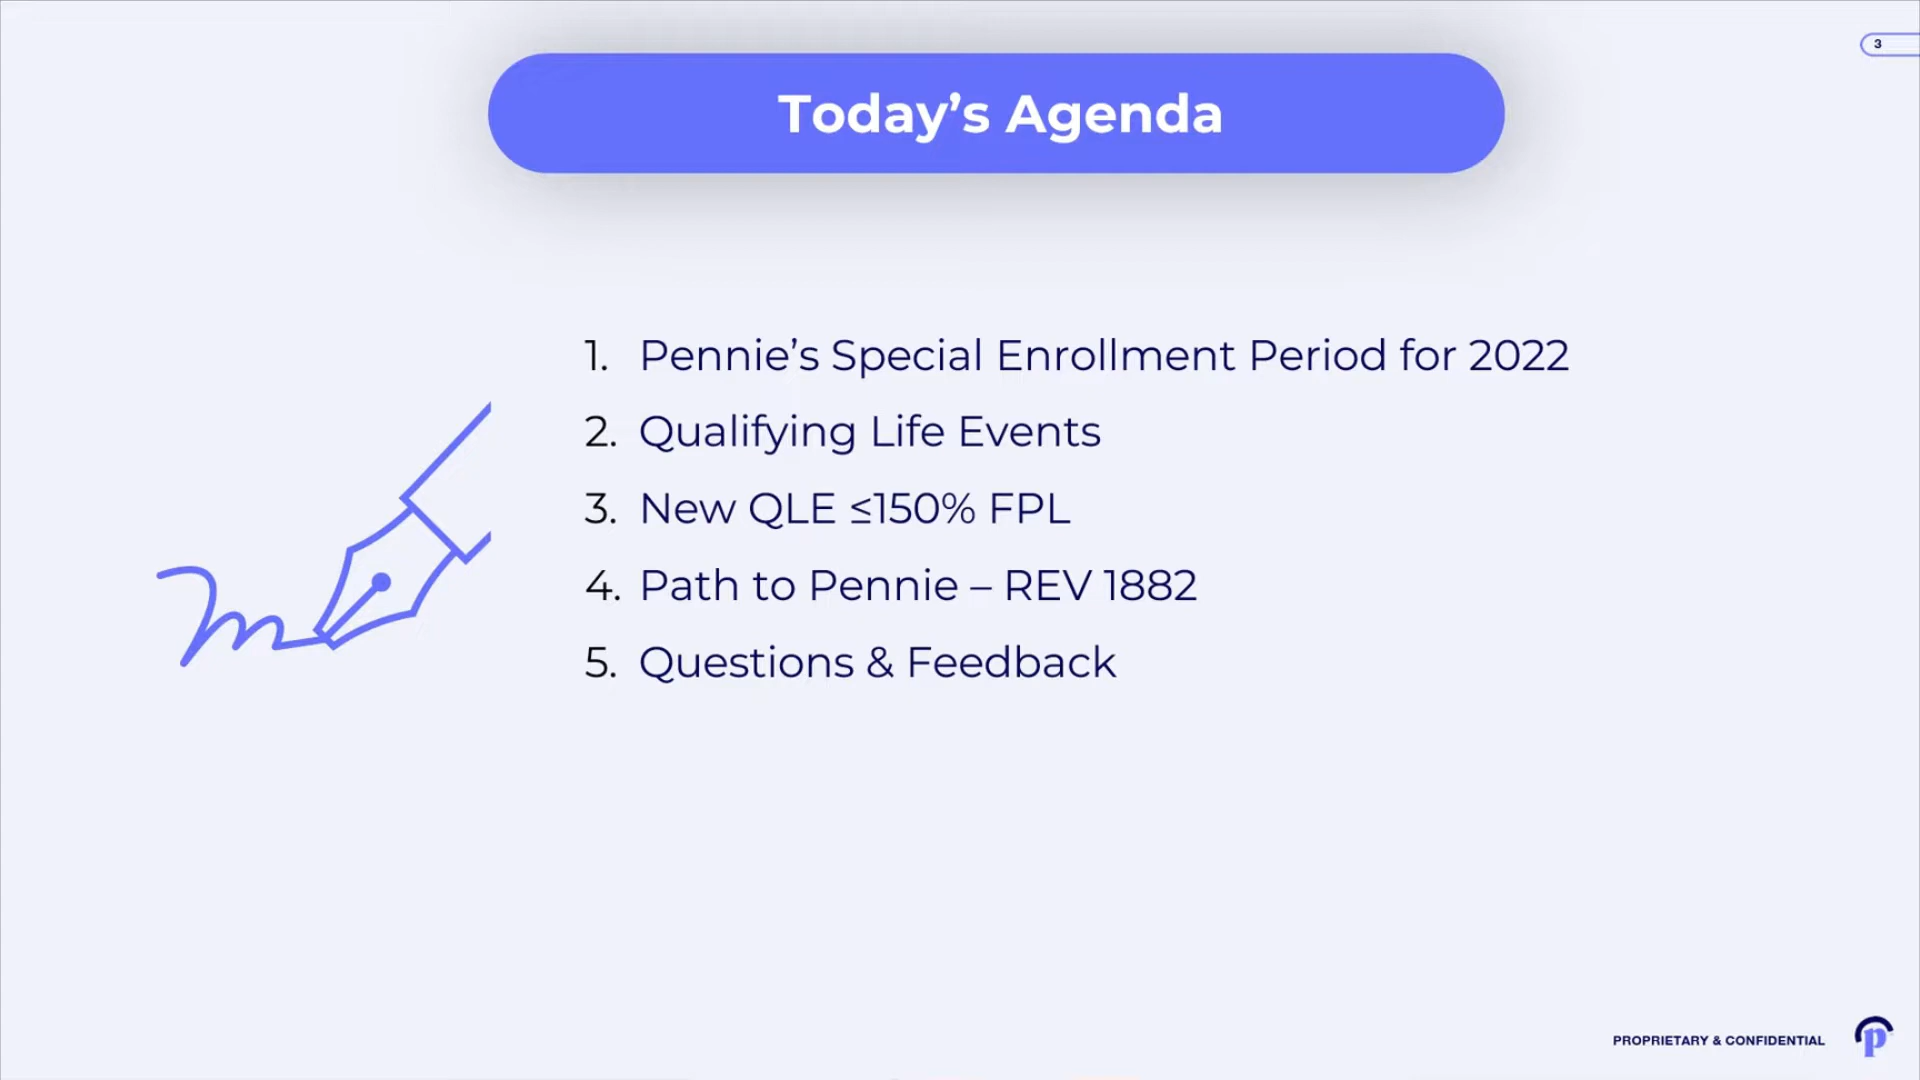 3
Today’s Agenda
1. Pennie’s Special Enrollment Period for 2022
2. Qualifying Life Events
3. New QLE ≤150% FPL
4. Path to Pennie – REV 1882
5. Questions & Feedback
PROPRIETARY & CONFIDENTIAL
p